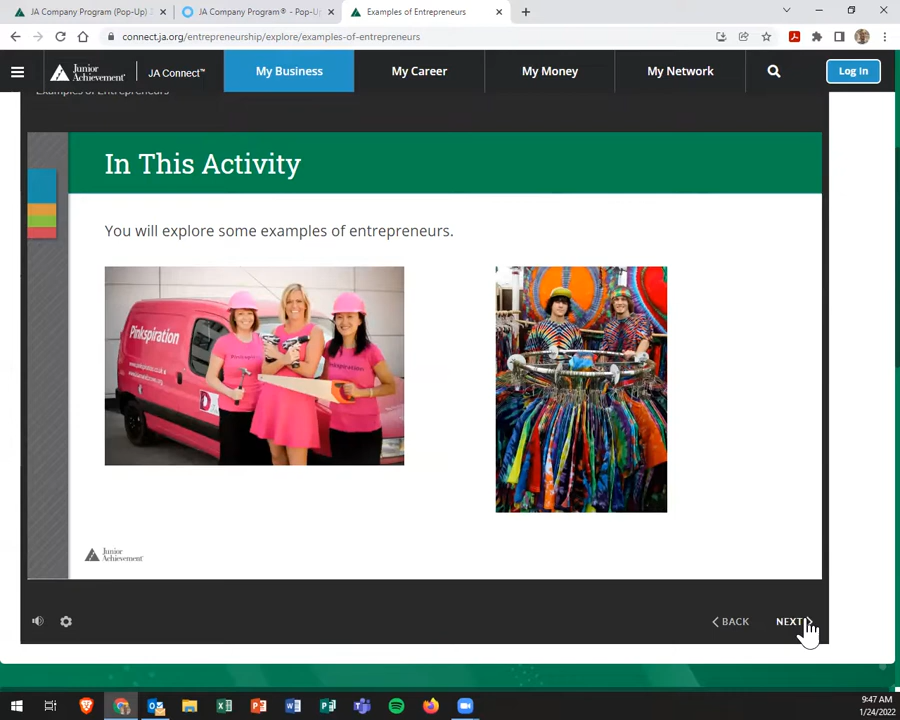 JA Company Program (Pop-Up)
JA Company Program® - Pop-Up
Examples of Entrepreneurs
connect.ja.org/entrepreneurship/explore/examples-of-entrepreneurs
Junior Achievement
JA Connect™
My Business
My Career
My Money
My Network
Log In
Examples of Entrepreneurs
In This Activity
You will explore some examples of entrepreneurs.
Pinkspiration
Junior Achievement
BACK
NEXT
9:47 AM
1/24/2022